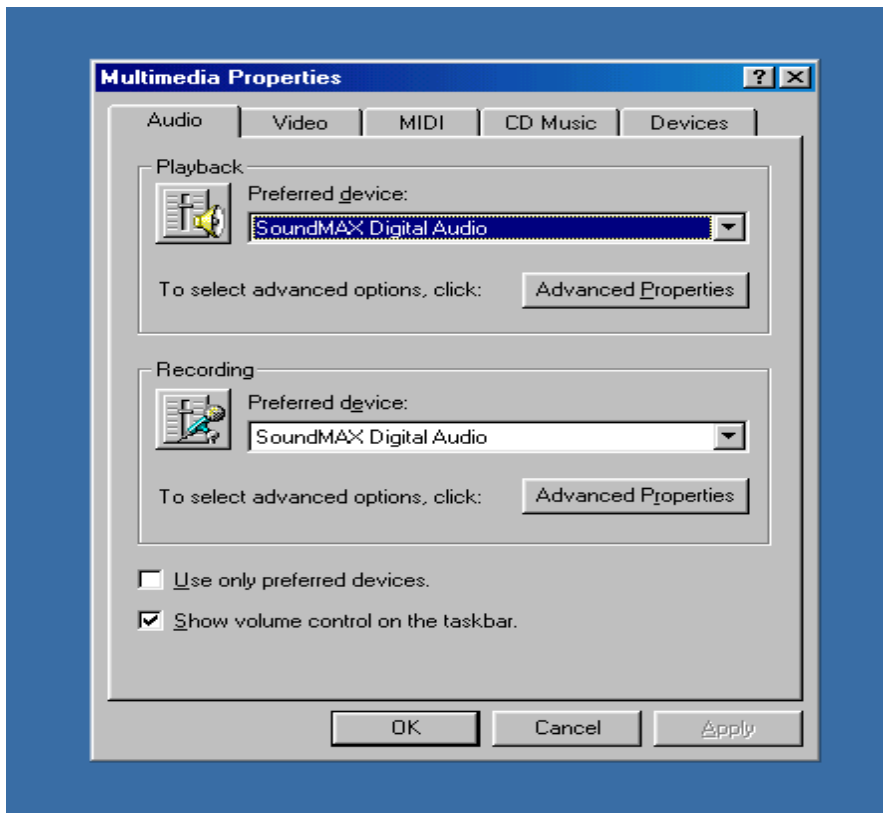 Multimedia Properties
Audio Video MIDI CD Music Devices
Playback
Preferred device:
SoundMAX Digital Audio
To select advanced options, click: Advanced Properties
Recording
Preferred device:
SoundMAX Digital Audio
To select advanced options, click: Advanced Properties
Use only preferred devices.
Show volume control on the taskbar.
OK Cancel Apply